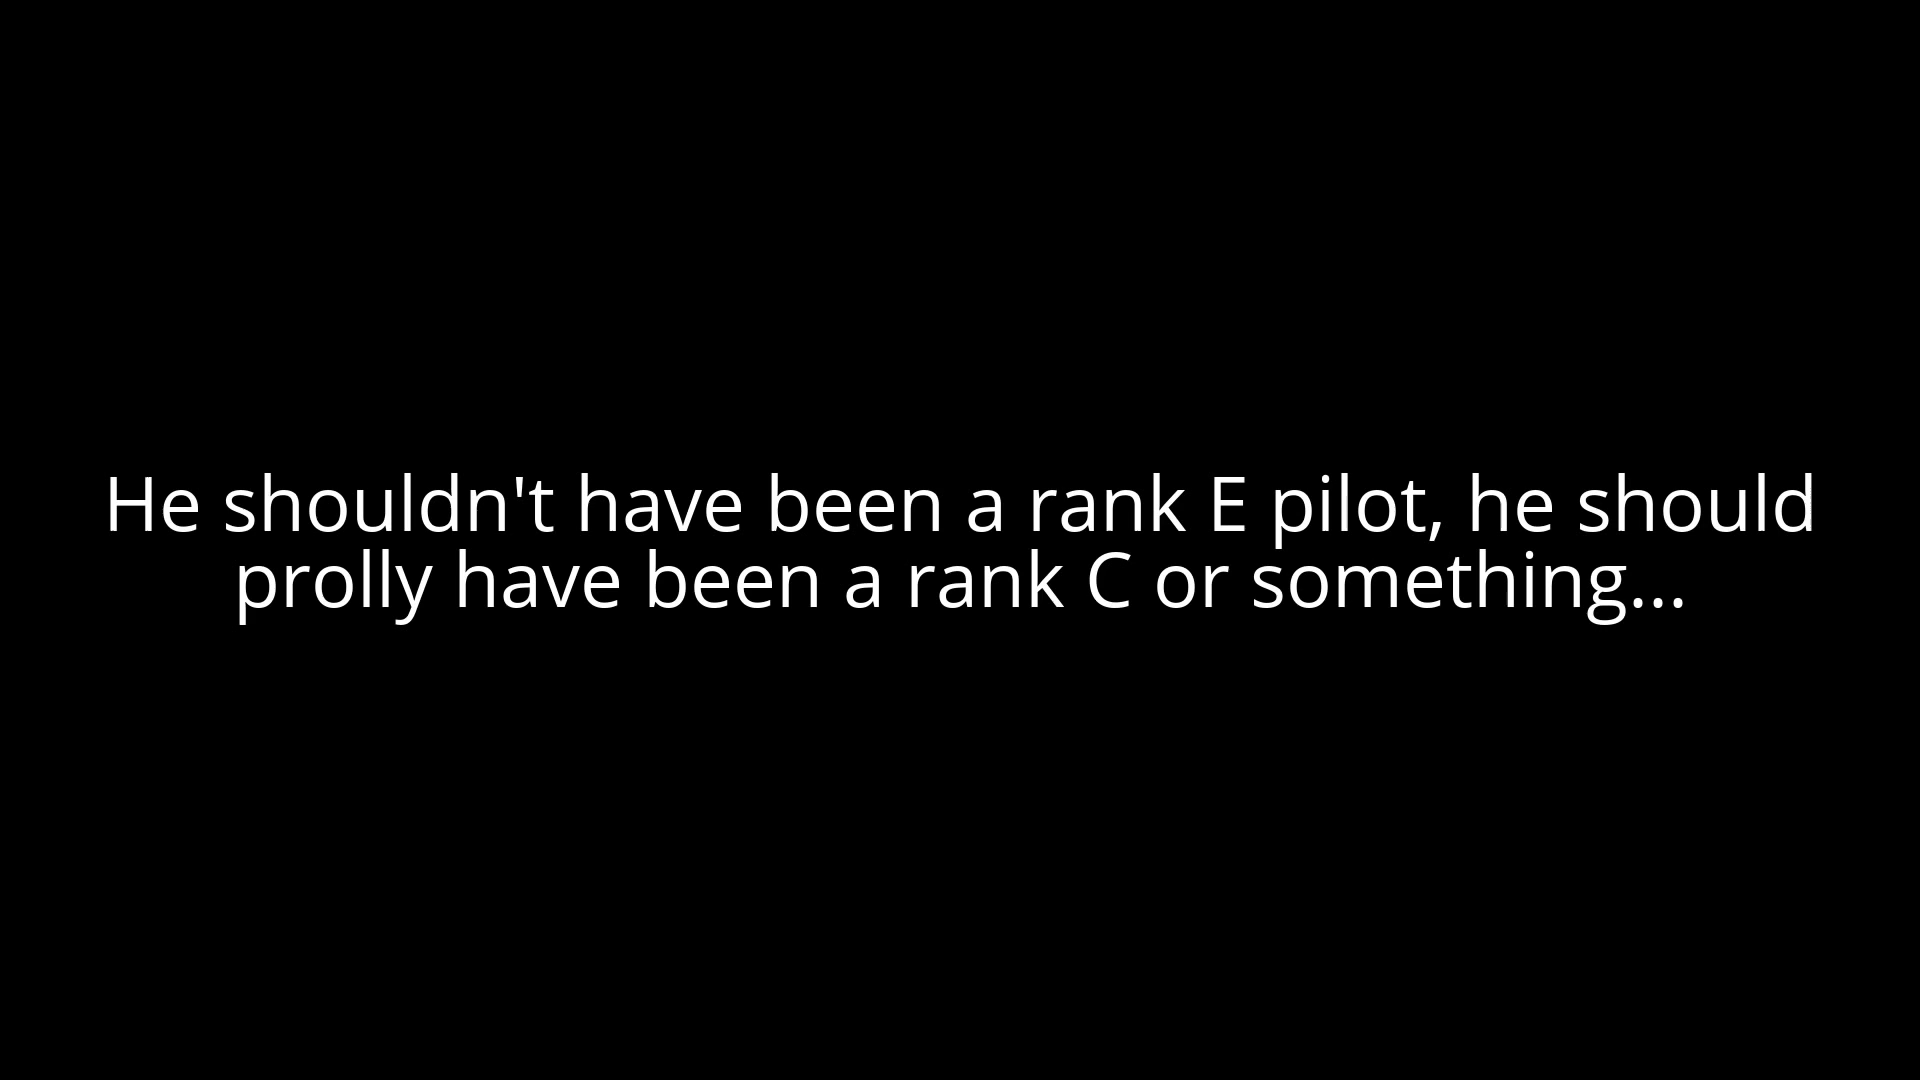 He shouldn't have been a rank E pilot, he should
prolly have been a rank C or something...